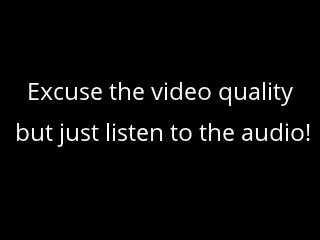 Excuse the video quality
but just listen to the audio!